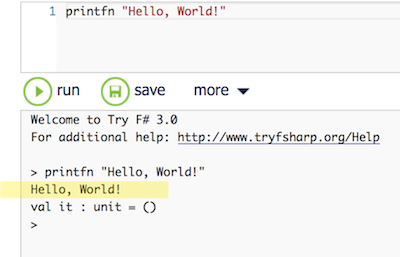 1 printfn "Hello, World!"
run save more
Welcome to Try F# 3.0
For additional help: http://www.tryfsharp.org/Help
> printfn "Hello, World!"
Hello, World!
val it : unit = ()
>